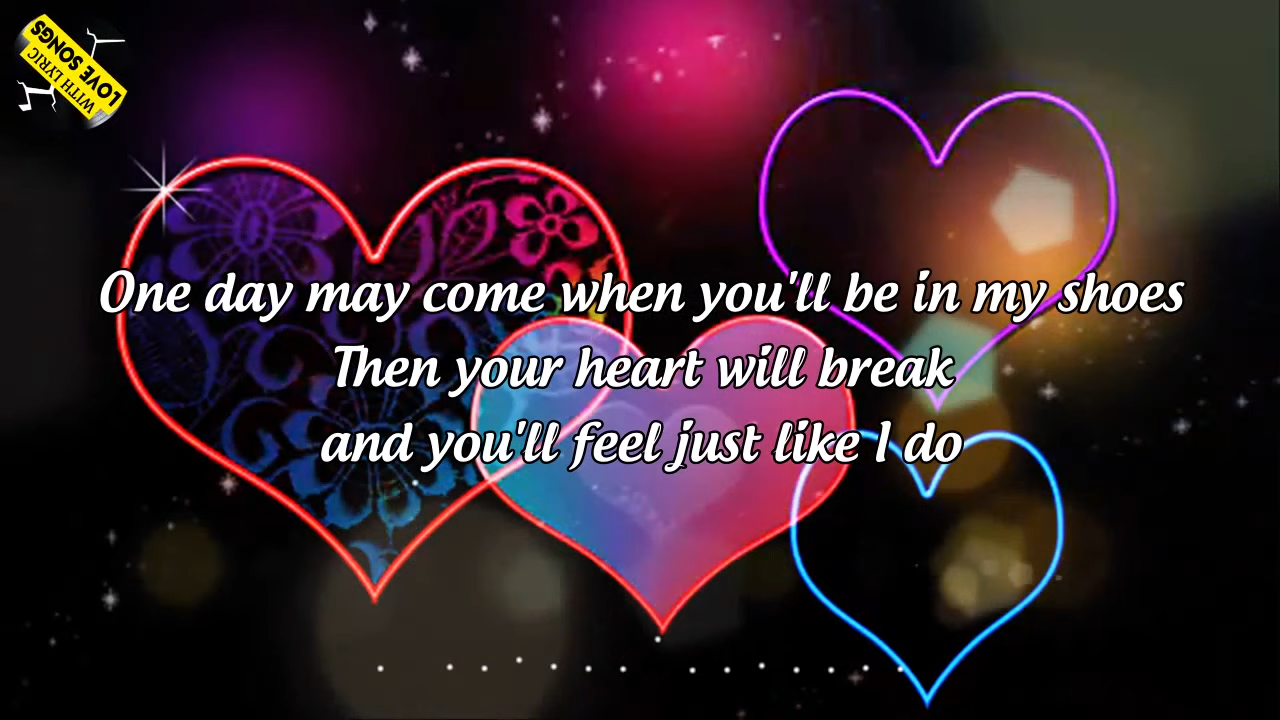 LOVE SONGS
WITH LYRIC
One day may come when you'll be in my shoes
Then your heart will break
and you'll feel just like I do